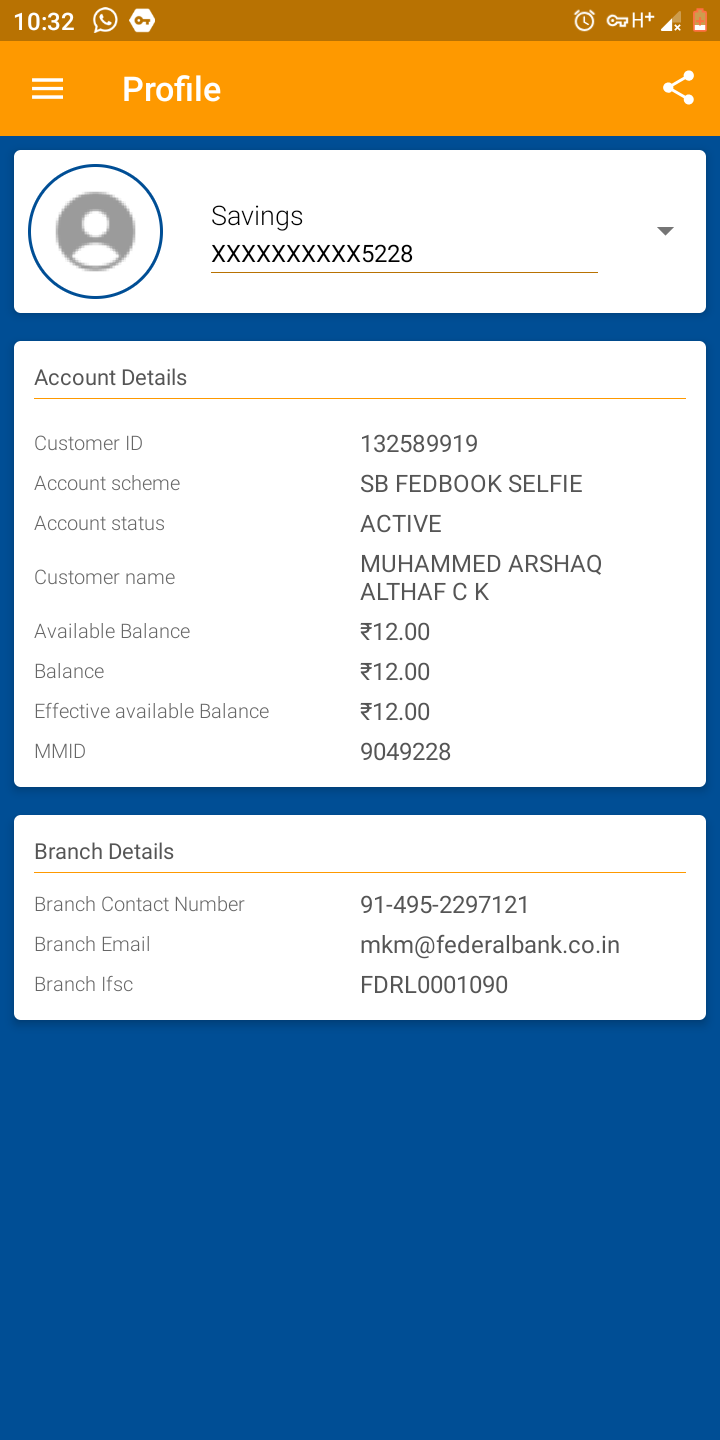 10:32 H+
Profile
Savings
XXXXXXXXXX5228
Account Details
Customer ID 132589919
Account scheme SB FEDBOOK SELFIE
Account status ACTIVE
Customer name MUHAMMED ARSHAQ
ALTHAF C K
Available Balance ₹12.00
Balance ₹12.00
Effective available Balance ₹12.00
MMID 9049228
Branch Details
Branch Contact Number 91-495-2297121
Branch Email mkm@federalbank.co.in
Branch Ifsc FDRL0001090